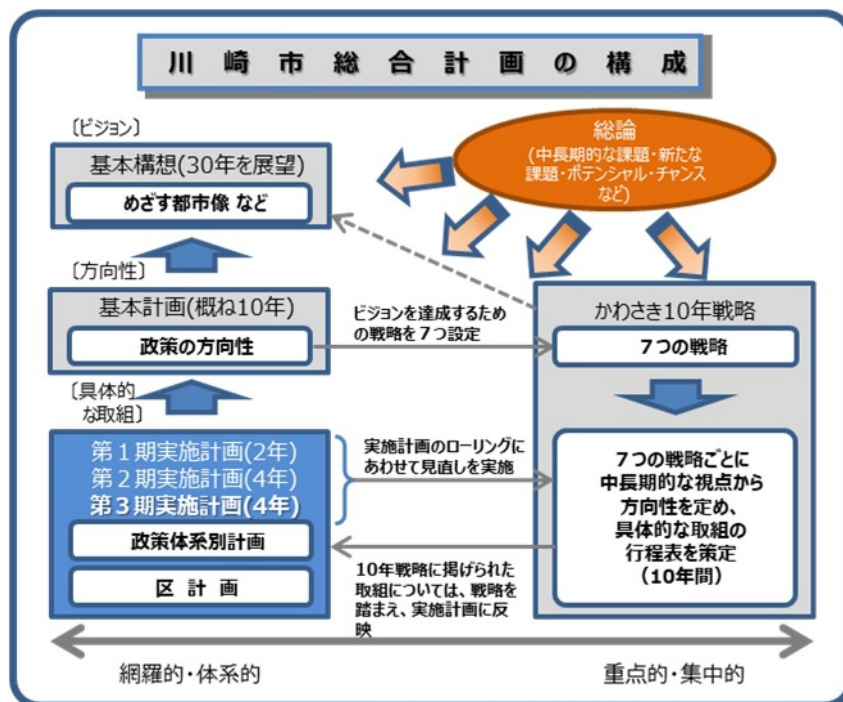 川崎市総合計画の構成
〔ビジョン〕
基本構想(30年を展望)
めざす都市像 など
総論
(中長期的な課題・新たな
課題・ポテンシャル・チャンス
など)
〔方向性〕
基本計画(概ね10年)
政策の方向性
ビジョンを達成するため
の戦略を7つ設定
かわさき10年戦略
7つの戦略
〔具体的
な取組〕
第1期実施計画(2年)
第2期実施計画(4年)
第3期実施計画(4年)
政策体系別計画
区 計 画
実施計画のローリングに
あわせて見直しを実施
7つの戦略ごとに
中長期的な視点から
方向性を定め、
具体的な取組の
行程表を策定
(10年間)
10年戦略に掲げられた
取組については、戦略を
踏まえ、実施計画に反
映
網羅的・体系的
重点的・集中的